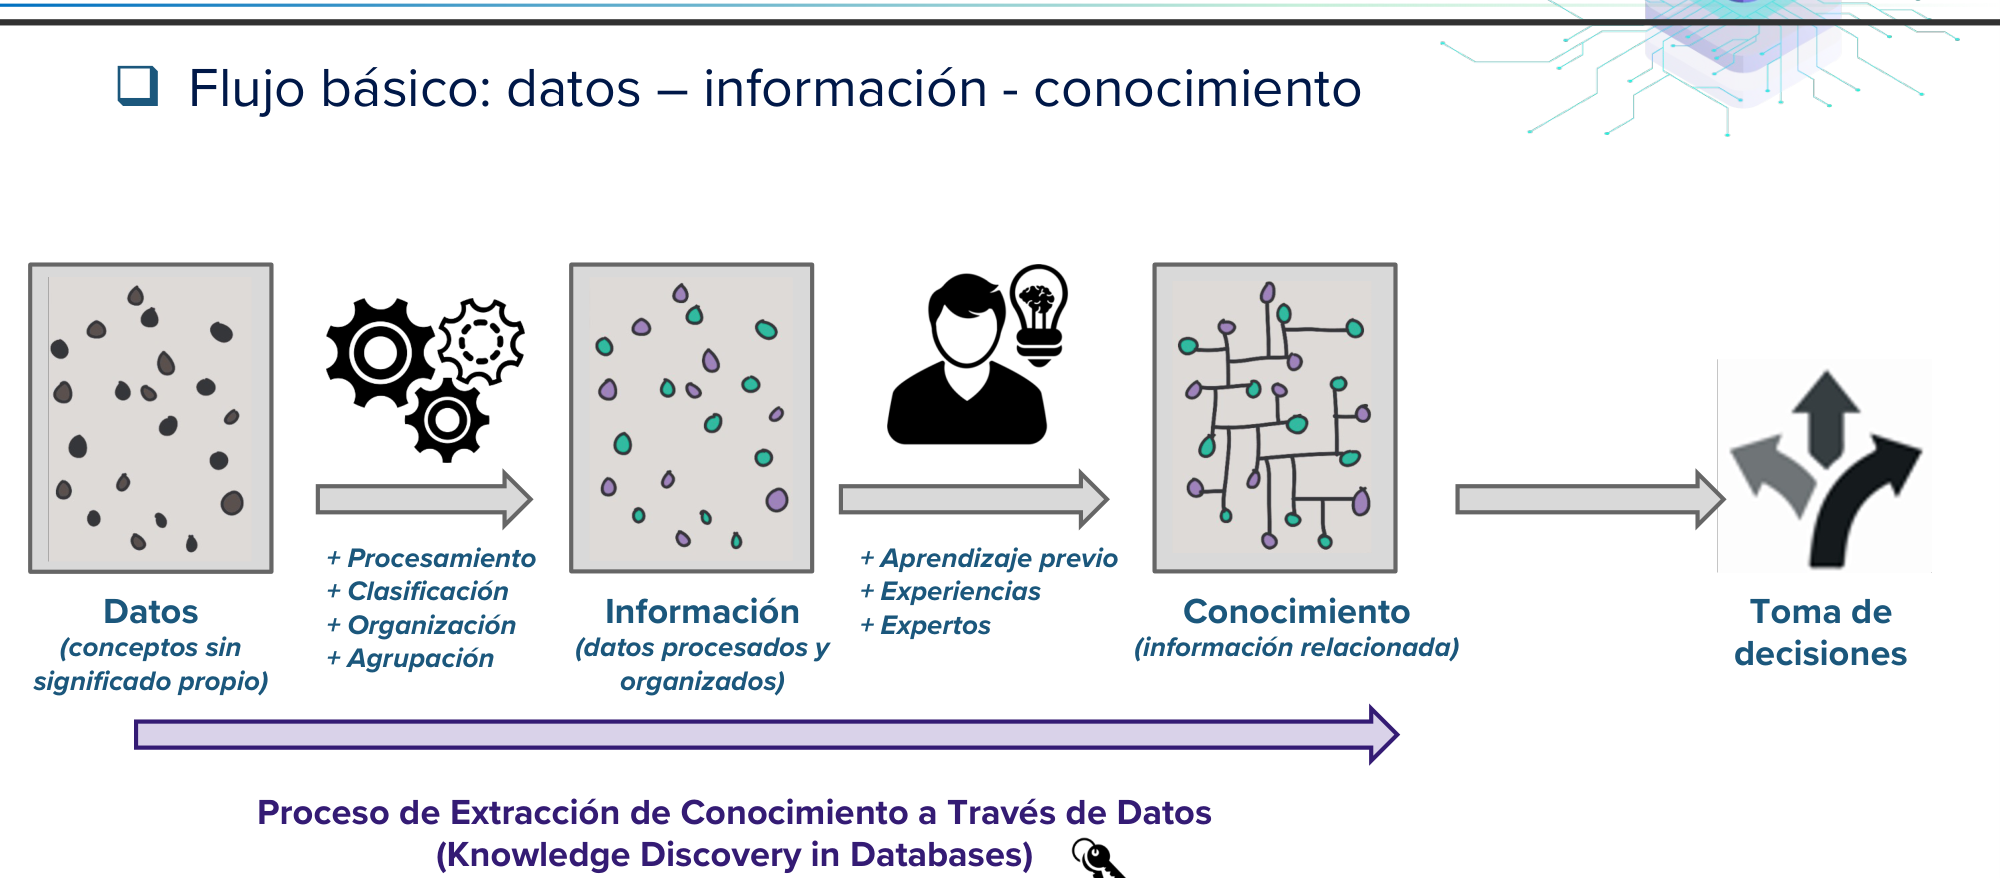 Flujo básico: datos – información - conocimiento
+ Procesamiento
+ Clasificación
+ Organización
+ Agrupación
+ Aprendizaje previo
+ Experiencias
+ Expertos
Datos
(conceptos sin
significado propio)
Información
(datos procesados y
organizados)
Conocimiento
(información relacionada)
Toma de
decisiones
Proceso de Extracción de Conocimiento a Través de Datos
(Knowledge Discovery in Databases)